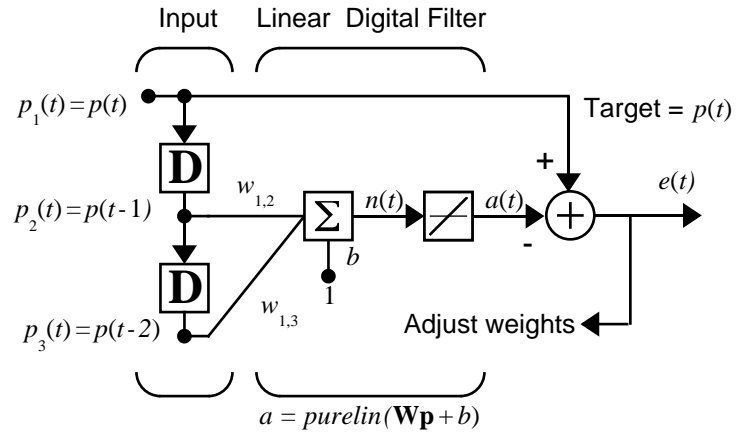 Input Linear Digital Filter
p1(t) = p(t)
Target = p(t)
D
+
e(t)
w1,2
n(t)
a(t)
p2(t) = p(t-1)
Σ
+
-
b
D
1
w1,3
p3(t) = p(t-2)
Adjust weights
a = purelin(Wp + b)